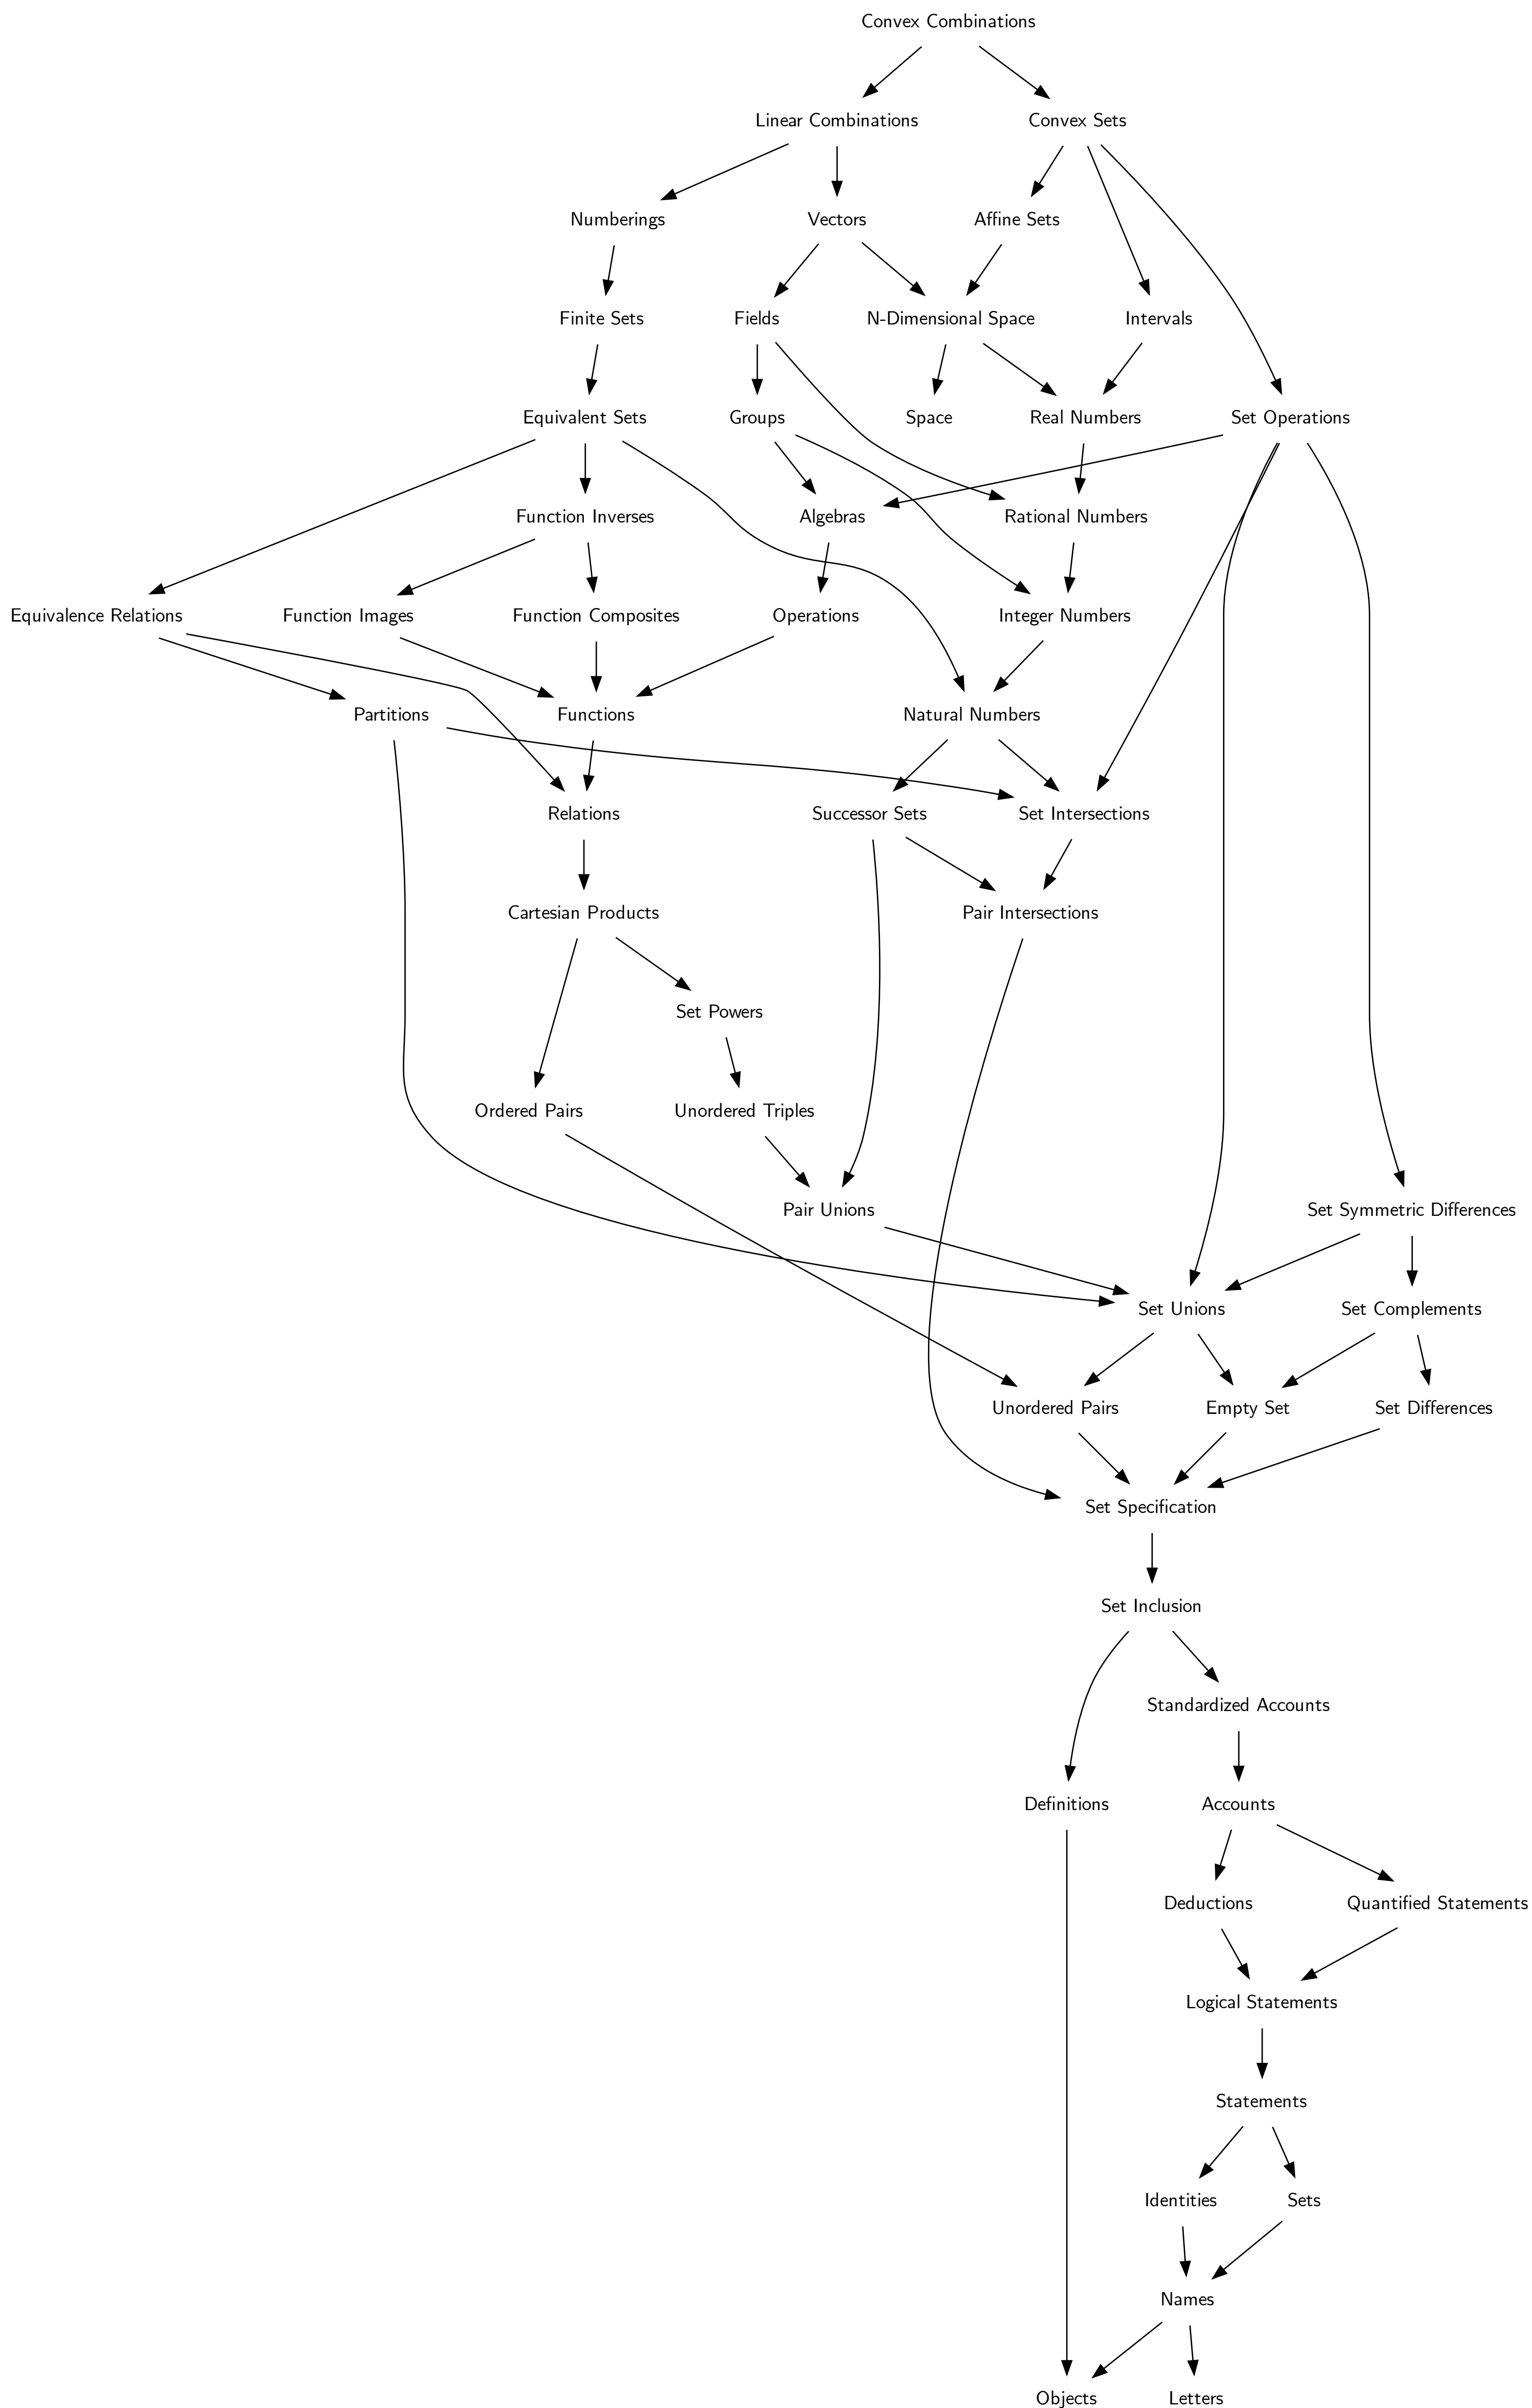 Convex Combinations
Linear Combinations
Convex Sets
Numberings
Vectors
Affine Sets
Finite Sets
Fields
N-Dimensional Space
Intervals
Equivalent Sets
Groups
Space
Real Numbers
Set Operations
Function Inverses
Algebras
Rational Numbers
Equivalence Relations
Function Images
Function Composites
Operations
Integer Numbers
Partitions
Functions
Natural Numbers
Relations
Successor Sets
Set Intersections
Cartesian Products
Pair Intersections
Set Powers
Ordered Pairs
Unordered Triples
Pair Unions
Set Symmetric Differences
Set Unions
Set Complements
Unordered Pairs
Empty Set
Set Differences
Set Specification
Set Inclusion
Standardized Accounts
Definitions
Accounts
Deductions
Quantified Statements
Logical Statements
Statements
Identities
Sets
Names
Objects
Letters